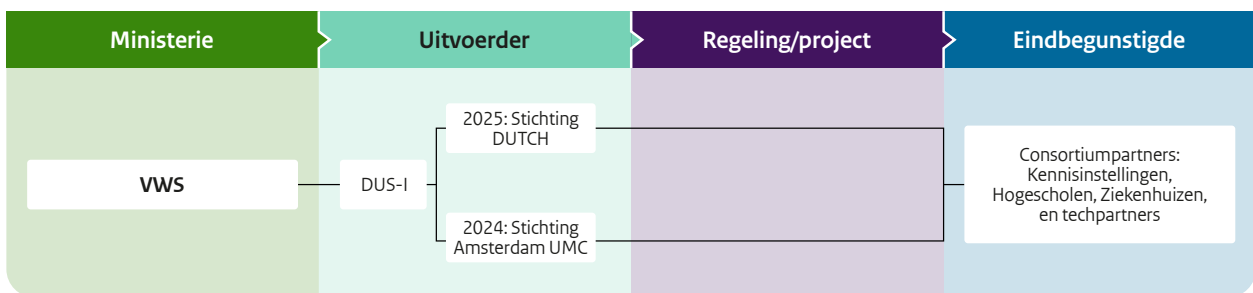 Ministerie
Uitvoerder
Regeling/project
Eindbegunstigde
VWS
DUS-I
2025: Stichting
DUTCH
2024: Stichting
Amsterdam UMC
Consortiumpartners:
Kennisinstellingen,
Hogescholen, Ziekenhuizen,
en techpartners